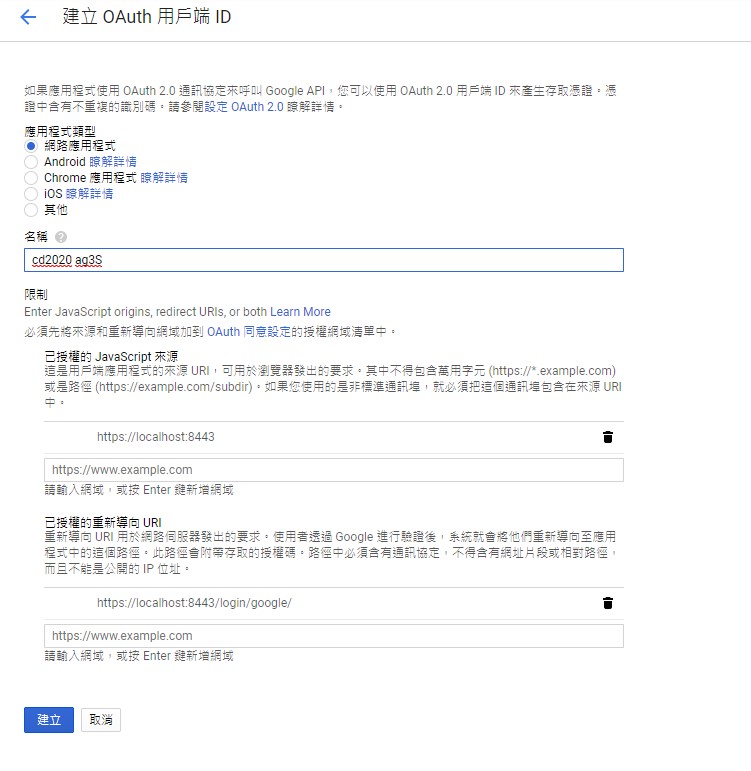 建立 OAuth 用戶端 ID
如果應用程式使用 OAuth 2.0 通訊協定來呼叫 Google API，您可以使用 OAuth 2.0 用戶端 ID 來產生存取憑證。憑
證中含有不重複的識別碼。請參閱設定 OAuth 2.0 瞭解詳情。
應用程式類型
網路應用程式
Android 瞭解詳情
Chrome 應用程式 瞭解詳情
iOS 瞭解詳情
其他
名稱 ?
cd2020 ag3S
限制
Enter JavaScript origins, redirect URIs, or both Learn More
必須先將來源和重新導向網域加到 OAuth 同意設定的授權網域清單中。
已授權的 JavaScript 來源
這是用戶端應用程式的來源 URI，可用於瀏覽器發出的要求。其中不得包含萬用字元 (https://*.example.com)
或是路徑 (https://example.com/subdir)。如果您使用的是非標準通訊埠，就必須把這個通訊埠包含在來源 URI
中。
https://localhost:8443
https://www.example.com
請輸入網域，或按 Enter 鍵新增網域
已授權的重新導向 URI
重新導向 URI 用於網路伺服器發出的要求。使用者透過 Google 進行驗證後，系統就會將他們重新導向至應用
程式中的這個路徑。此路徑會附帶存取的授權碼。路徑中必須含有通訊協定，不得含有網址片段或相對路徑，
而且不能是公開的 IP 位址。
https://localhost:8443/login/google/
https://www.example.com
請輸入網域，或按 Enter 鍵新增網域
建立 取消